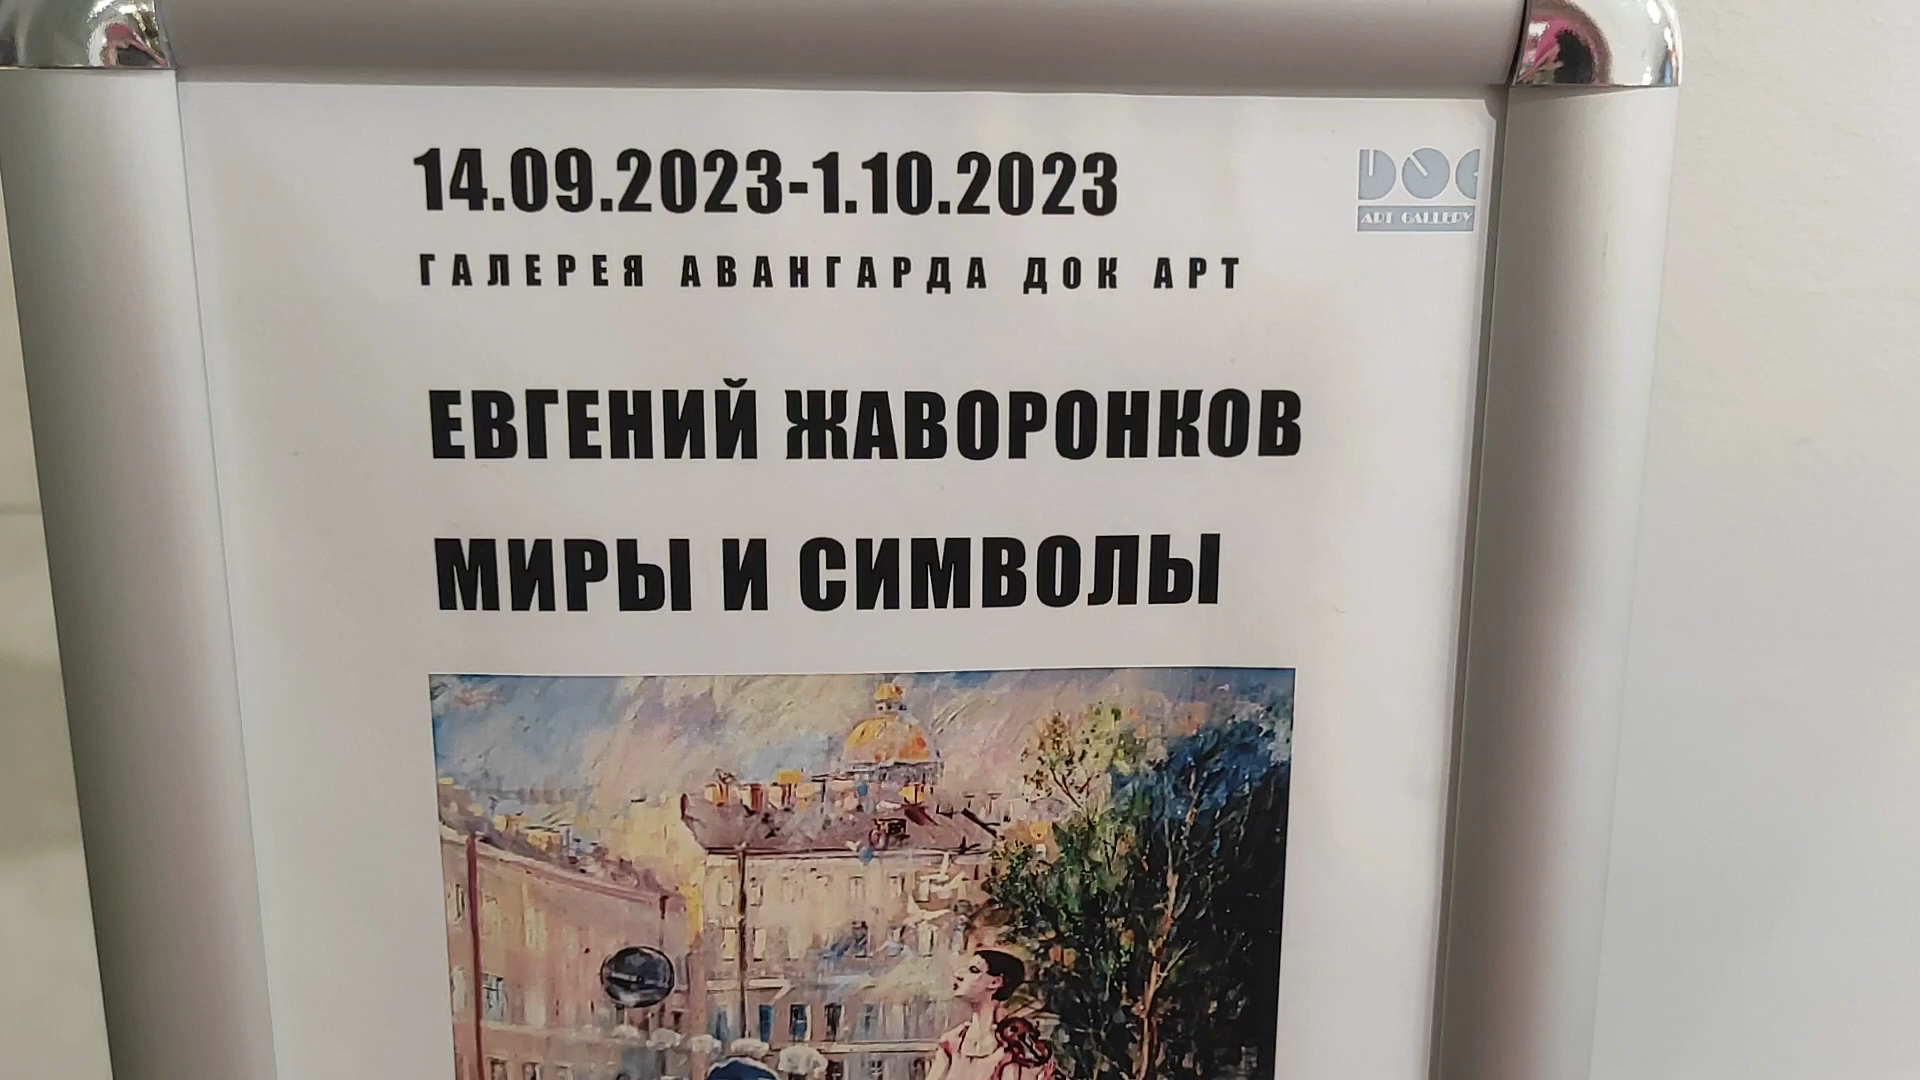 14.09.2023-1.10.2023
ГАЛЕРЕЯ АВАНГАРДА ДОК АРТ
DOC
ART GALLERY
ЕВГЕНИЙ ЖАВОРОНКОВ
МИРЫ И СИМВОЛЫ